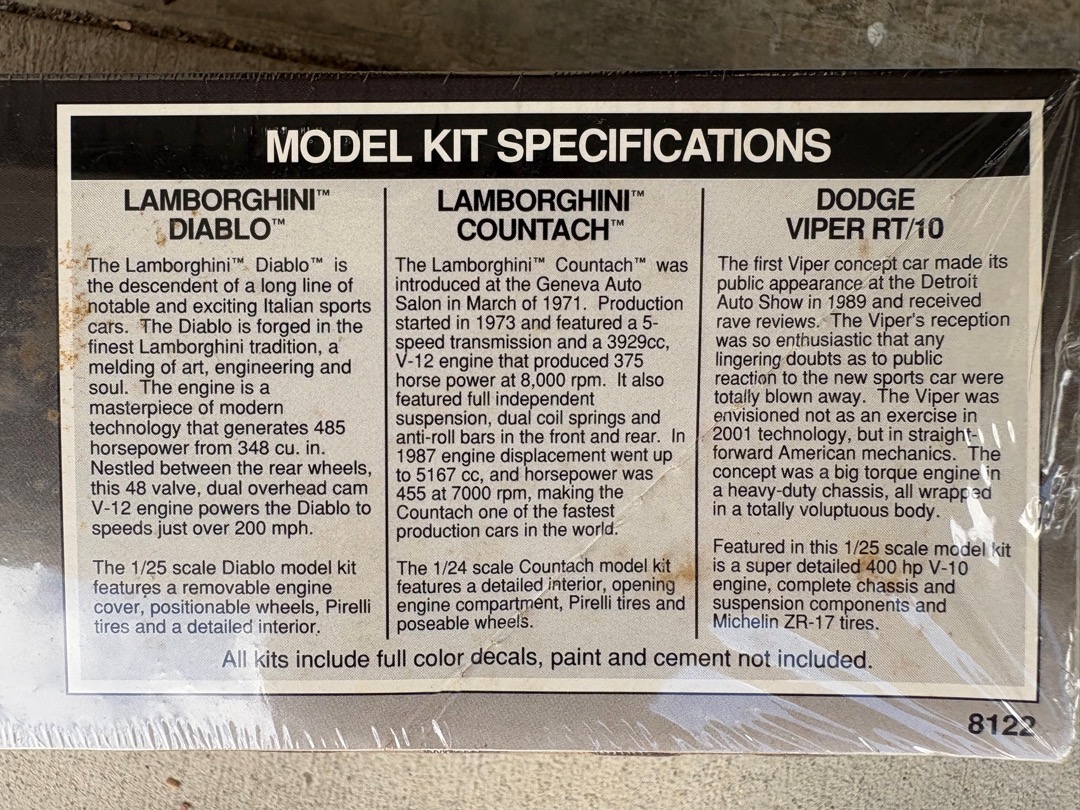 MODEL KIT SPECIFICATIONS
LAMBORGHINI™
DIABLO™
The Lamborghini™ Diablo™ is
the descendent of a long line of
notable and exciting Italian sports
cars. The Diablo is forged in the
finest Lamborghini tradition, a
melding of art, engineering and
soul. The engine is a
masterpiece of modern
technology that generates 485
horsepower from 348 cu. in.
Nestled between the rear wheels,
this 48 valve, dual overhead cam
V-12 engine powers the Diablo to
speeds just over 200 mph.
The 1/25 scale Diablo model kit
features a removable engine
cover, positionable wheels, Pirelli
tires and a detailed interior.
LAMBORGHINI™
COUNTACH™
The Lamborghini™ Countach™ was
introduced at the Geneva Auto
Salon in March of 1971. Production
started in 1973 and featured a 5-
speed transmission and a 3929cc,
V-12 engine that produced 375
horse power at 8,000 rpm. It also
featured full independent
suspension, dual coil springs and
anti-roll bars in the front and rear. In
1987 engine displacement went up
to 5167 cc, and horsepower was
455 at 7000 rpm, making the
Countach one of the fastest
production cars in the world.
The 1/24 scale Countach model kit
features a detailed interior, opening
engine compartment, Pirelli tires and
poseable wheels.
DODGE
VIPER RT/10
The first Viper concept car made its
public appearance at the Detroit
Auto Show in 1989 and received
rave reviews. The Viper's reception
was so enthusiastic that any
lingering doubts as to public
reaction to the new sports car were
totally blown away. The Viper was
envisioned not as an exercise in
2001 technology, but in straight-
forward American mechanics. The
concept was a big torque engine in
a heavy-duty chassis, all wrapped
in a totally voluptuous body.
Featured in this 1/25 scale model kit
is a super detailed 400 hp V-10
engine, complete chassis and
suspension components and
Michelin ZR-17 tires.
All kits include full color decals, paint and cement not included.
8122